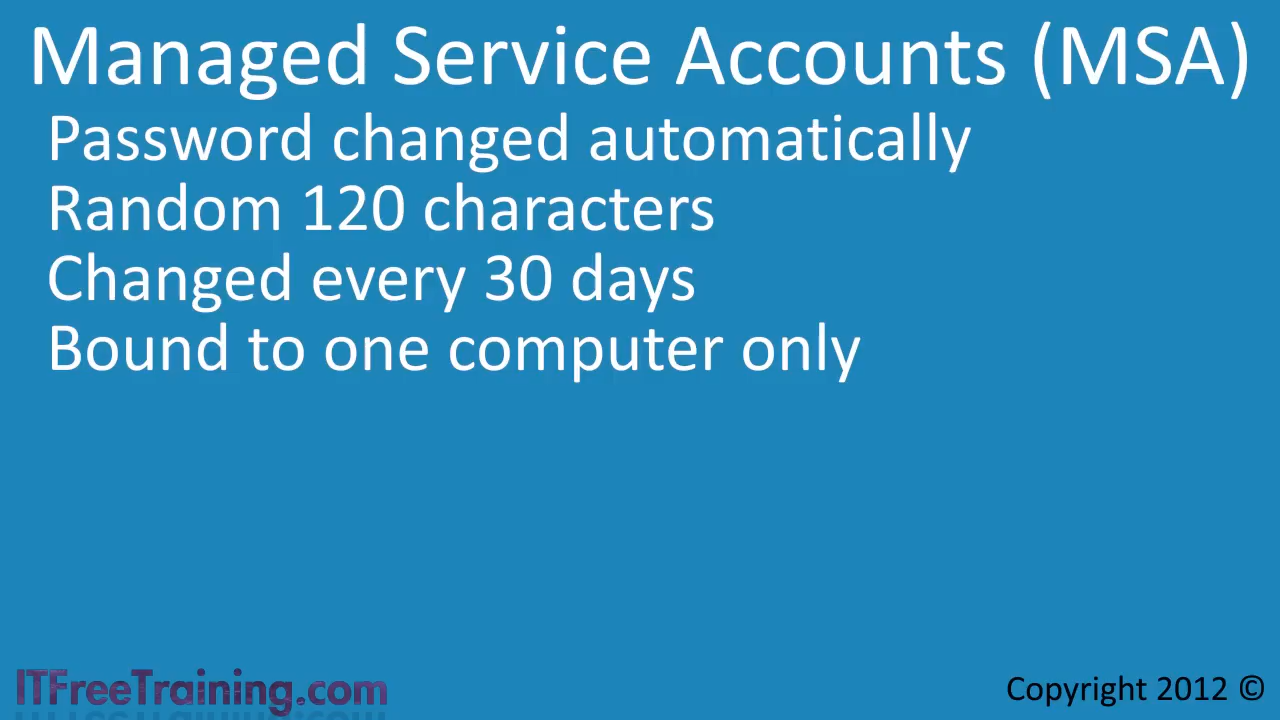 Managed Service Accounts (MSA)
Password changed automatically
Random 120 characters
Changed every 30 days
Bound to one computer only
ITFreeTraining.com
Copyright 2012 ©